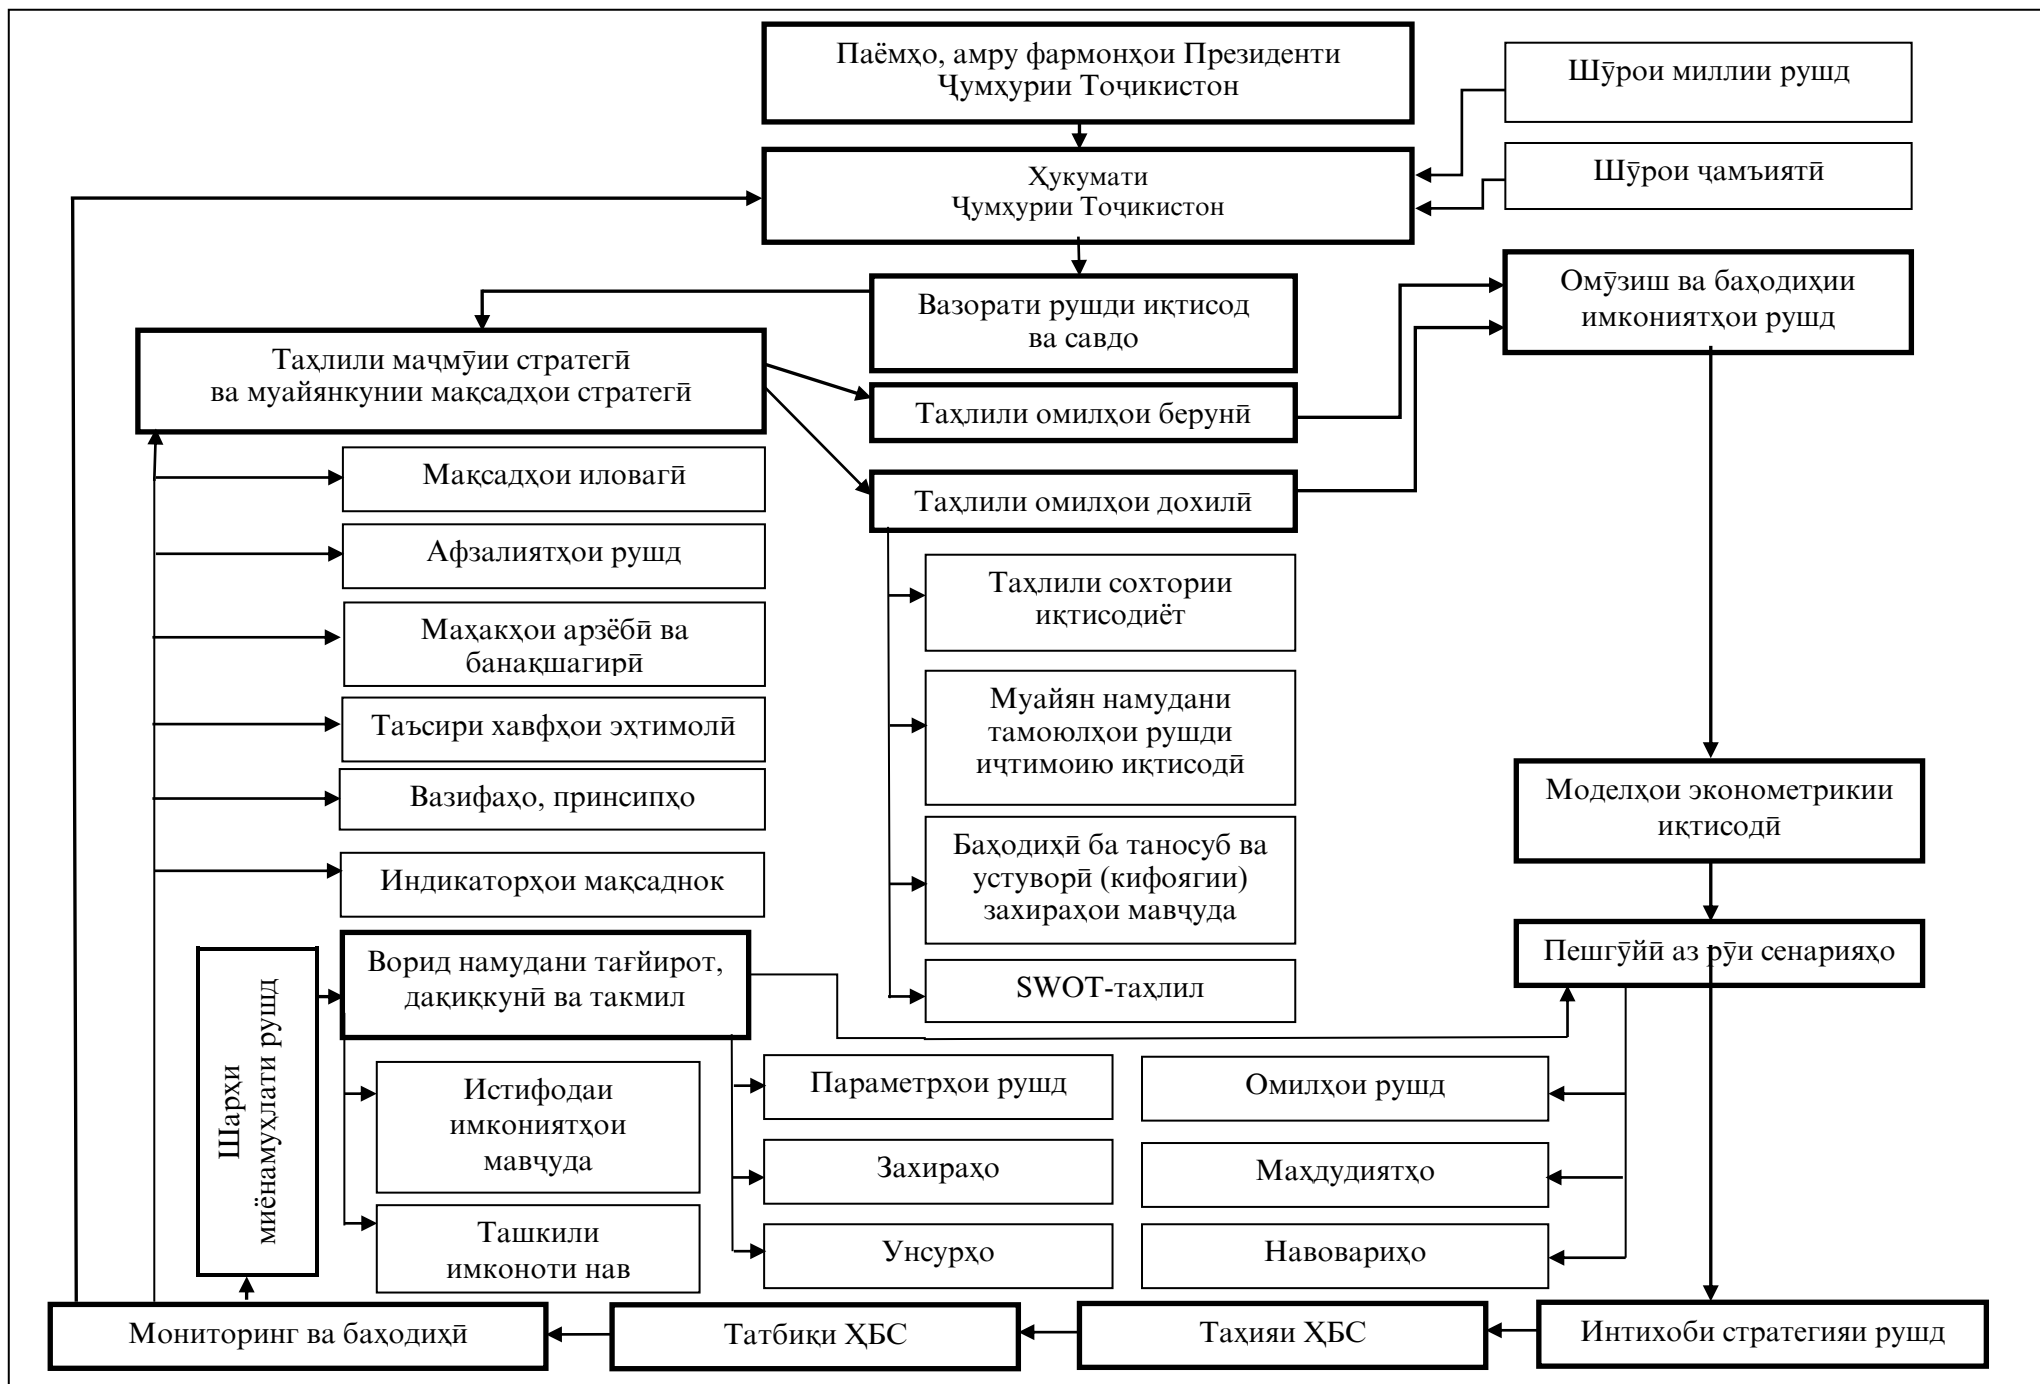 Паёмҳо, амру фармонҳои Президенти
Ҷумҳурии Тоҷикистон
Шӯрои миллии рушд
Шӯрои ҷамъиятӣ
Ҳукумати
Ҷумҳурии Тоҷикистон
Вазорати рушди иқтисод
ва савдо
Омӯзиш ва баҳодиҳии
имкониятҳои рушд
Таҳлили маҷмӯии стратегӣ
ва муайянкунии мақсадҳои стратегӣ
Таҳлили омилҳои берунӣ
Таҳлили омилҳои дохилӣ
Мақсадҳои иловагӣ
Афзалиятҳои рушд
Маҳакҳои арзёбӣ ва
банақшагирӣ
Таъсири хавфҳои эҳтимолӣ
Вазифаҳо, принсипҳо
Индикаторҳои мақсаднок
Таҳлили сохтории
иқтисодиёт
Муайян намудани
тамоюлҳои рушди
иҷтимоию иқтисодӣ
Баҳодиҳӣ ба таносуб ва
устуворӣ (кифоягии)
захираҳои мавҷуда
SWOT-таҳлил
Моделҳои эконометрикии
иқтисодӣ
Пешгӯйӣ аз рӯи сенарияҳо
Шарҳи
миёнамуҳлати рушд
Ворид намудани тағйирот,
дақиққунӣ ва такмил
Истифодаи
имкониятҳои
мавҷуда
Ташкили
имконоти нав
Параметрҳои рушд
Захираҳо
Унсурҳо
Омилҳои рушд
Маҳдудиятҳо
Навовариҳо
Мониторинг ва баҳодиҳӣ
Татбиқи ҲБС
Таҳияи ҲБС
Интихоби стратегияи рушд